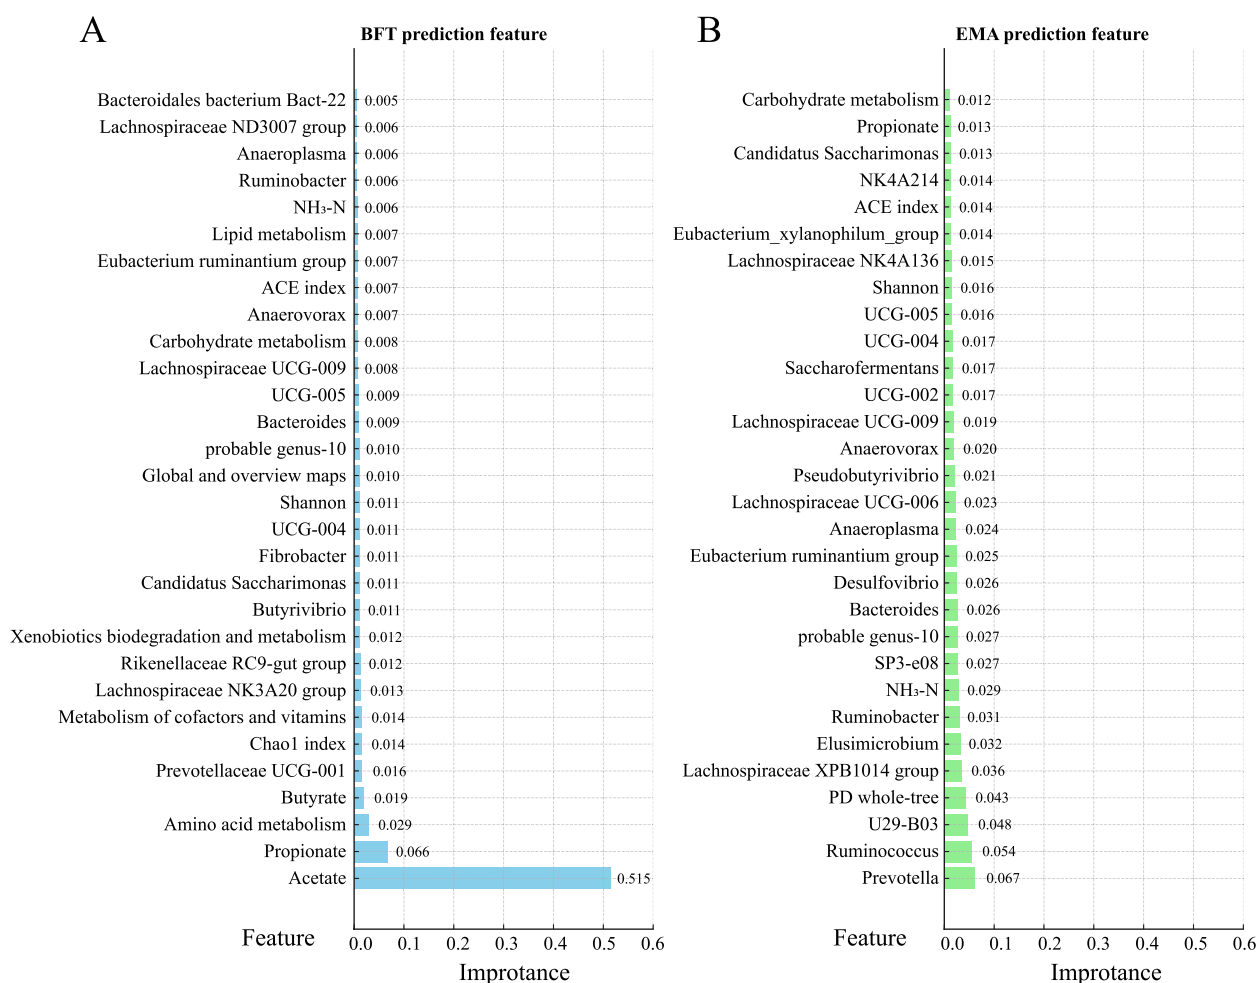 A
BFT prediction feature
Bacteroidales bacterium Bact-22 0.005
Lachnospiraceae ND3007 group 0.006
Anaeroplasma 0.006
Ruminobacter 0.006
NH₃-N 0.006
Lipid metabolism 0.007
Eubacterium ruminantium group 0.007
ACE index 0.007
Anaerovorax 0.007
Carbohydrate metabolism 0.008
Lachnospiraceae UCG-009 0.008
UCG-005 0.009
Bacteroides 0.009
probable genus-10 0.010
Global and overview maps 0.010
Shannon 0.011
UCG-004 0.011
Fibrobacter 0.011
Candidatus Saccharimonas 0.011
Butyrivibrio 0.011
Xenobiotics biodegradation and metabolism 0.012
Rikenellaceae RC9-gut group 0.012
Lachnospiraceae NK3A20 group 0.013
Metabolism of cofactors and vitamins 0.014
Chao1 index 0.014
Prevotellaceae UCG-001 0.016
Butyrate 0.019
Amino acid metabolism 0.029
Propionate 0.066
Acetate 0.515
Feature
0.0 0.1 0.2 0.3 0.4 0.5 0.6
Improtance
B
EMA prediction feature
Carbohydrate metabolism 0.012
Propionate 0.013
Candidatus Saccharimonas 0.013
NK4A214 0.014
ACE index 0.014
Eubacterium_xylanophilum_group 0.014
Lachnospiraceae NK4A136 0.015
Shannon 0.016
UCG-005 0.016
UCG-004 0.017
Saccharofermentans 0.017
UCG-002 0.017
Lachnospiraceae UCG-009 0.019
Anaerovorax 0.020
Pseudobutyrivibrio 0.021
Lachnospiraceae UCG-006 0.023
Anaeroplasma 0.024
Eubacterium ruminantium group 0.025
Desulfovibrio 0.026
Bacteroides 0.026
probable genus-10 0.027
SP3-e08 0.027
NH₃-N 0.029
Ruminobacter 0.031
Elusimicrobium 0.032
Lachnospiraceae XPB1014 group 0.036
PD whole-tree 0.043
U29-B03 0.048
Ruminococcus 0.054
Prevotella 0.067
Feature
0.0 0.1 0.2 0.3 0.4 0.5 0.6
Improtance